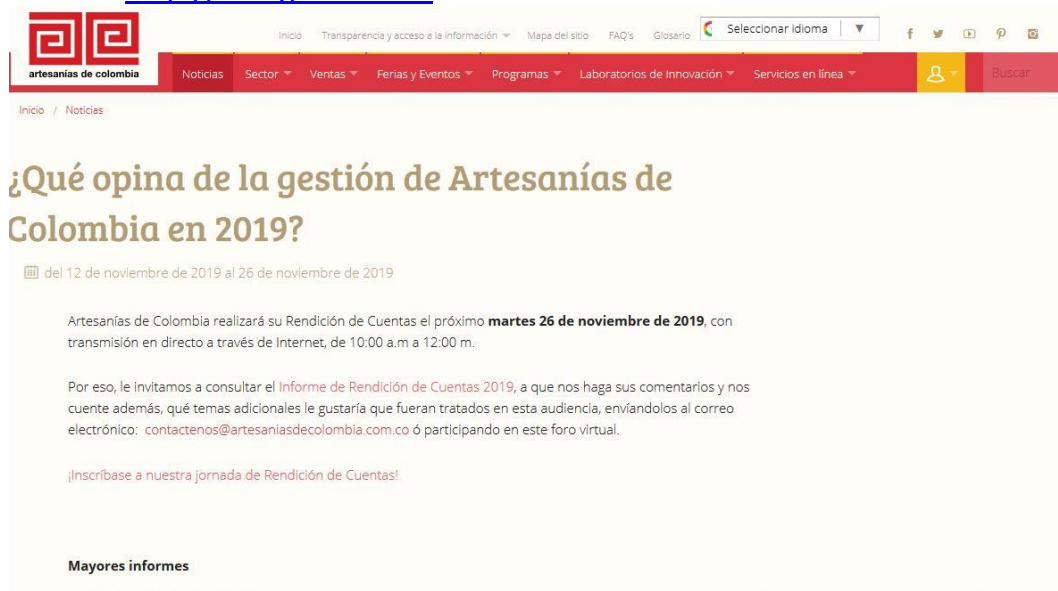 Inicio Transparencia y acceso a la información Mapa del sitio FAQ's Glosario Seleccionar idioma
artesanías de colombia
Noticias Sector Ventas Ferias y Eventos Programas Laboratorios de Innovación Servicios en línea Buscar
Inicio / Noticias
¿Qué opina de la gestión de Artesanías de
Colombia en 2019?
del 12 de noviembre de 2019 al 26 de noviembre de 2019
Artesanías de Colombia realizará su Rendición de Cuentas el próximo martes 26 de noviembre de 2019, con
transmisión en directo a través de Internet, de 10:00 a.m a 12:00 m.
Por eso, le invitamos a consultar el Informe de Rendición de Cuentas 2019, a que nos haga sus comentarios y nos
cuente además, qué temas adicionales le gustaría que fueran tratados en esta audiencia, envíandolos al correo
electrónico: contactenos@artesaniasdecolombia.com.co ó participando en este foro virtual.
¡Inscríbase a nuestra jornada de Rendición de Cuentas!
Mayores informes